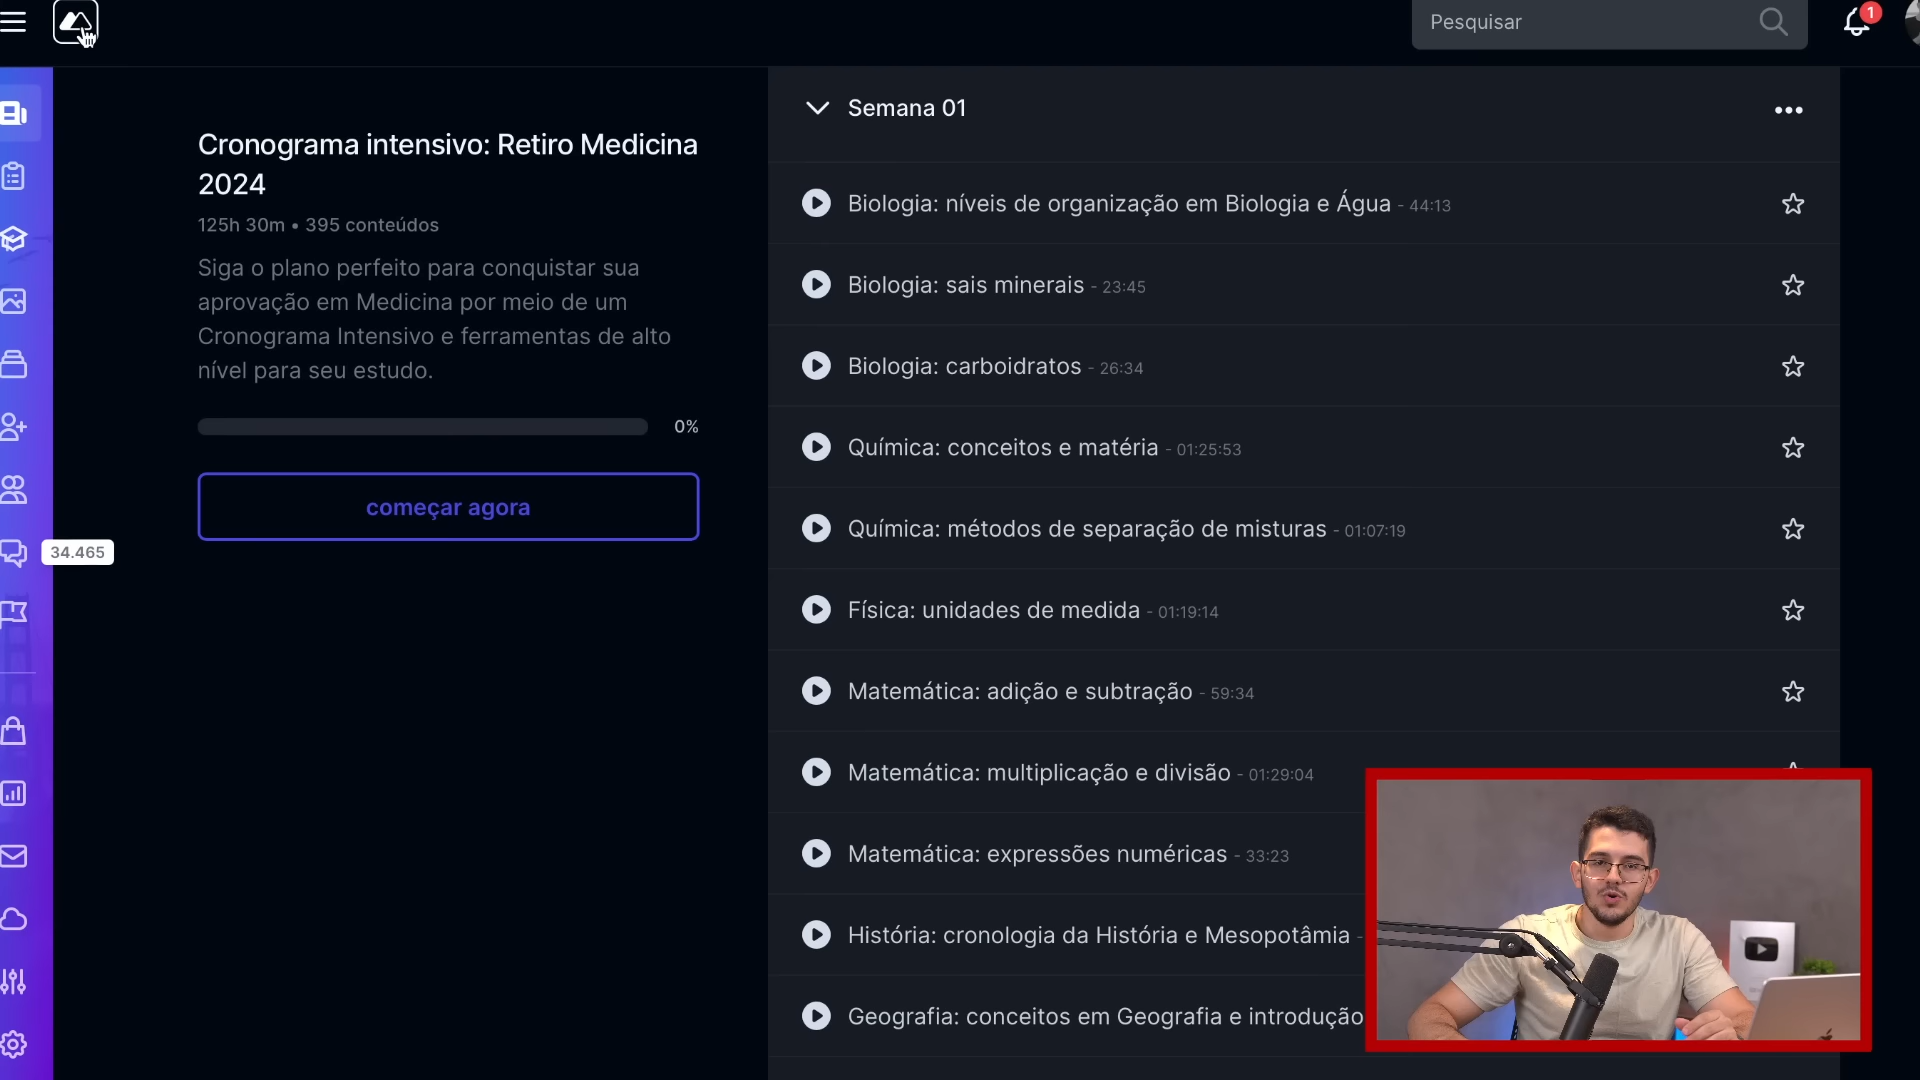 Pesquisar
1
Cronograma intensivo: Retiro Medicina
2024
125h 30m • 395 conteúdos
Siga o plano perfeito para conquistar sua
aprovação em Medicina por meio de um
Cronograma Intensivo e ferramentas de alto
nível para seu estudo.
0%
começar agora
34.465
Semana 01
Biologia: níveis de organização em Biologia e Água - 44:13
Biologia: sais minerais - 23:45
Biologia: carboidratos - 26:34
Química: conceitos e matéria - 01:25:53
Química: métodos de separação de misturas - 01:07:19
Física: unidades de medida - 01:19:14
Matemática: adição e subtração - 59:34
Matemática: multiplicação e divisão - 01:29:04
Matemática: expressões numéricas - 33:23
História: cronologia da História e Mesopotâmia -
Geografia: conceitos em Geografia e introdução